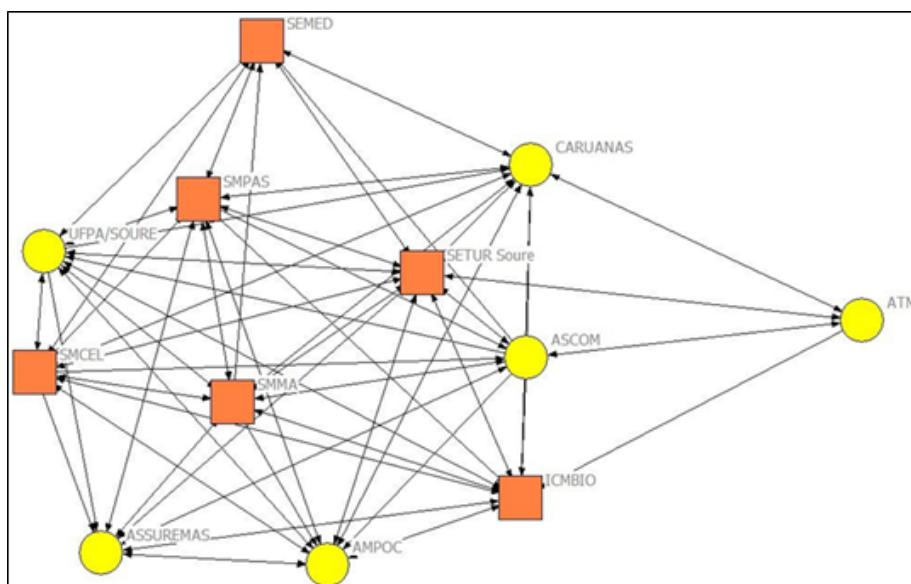 SEMED
CARUANAS
SMPAS
UFPA/SOURE
SETUR Soure
ATM
SMCEL
ASCOM
SMMA
ICMBIO
ASSUREMAS
AMPOC